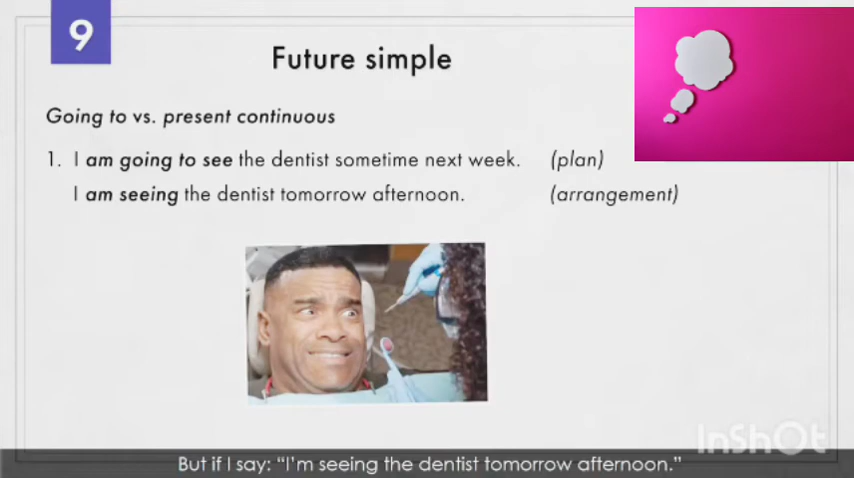 9
Future simple
Going to vs. present continuous
1. I am going to see the dentist sometime next week. (plan)
I am seeing the dentist tomorrow afternoon. (arrangement)
InShOt
But if I say: “I’m seeing the dentist tomorrow afternoon.”